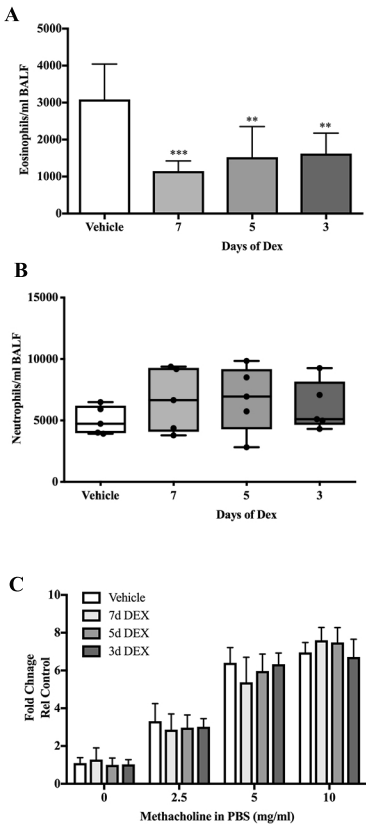 A
Eosinophils/ml BALF
5000
4000
3000
2000
1000
0
***
**
**
Vehicle
7
5
3
Days of Dex
B
Neutrophils/ml BALF
15000
10000
5000
0
Vehicle
7
5
3
Days of Dex
C
Fold Chnage
Rel Control
10
8
6
4
2
0
Vehicle
7d DEX
5d DEX
3d DEX
0
2.5
5
10
Methacholine in PBS (mg/ml)